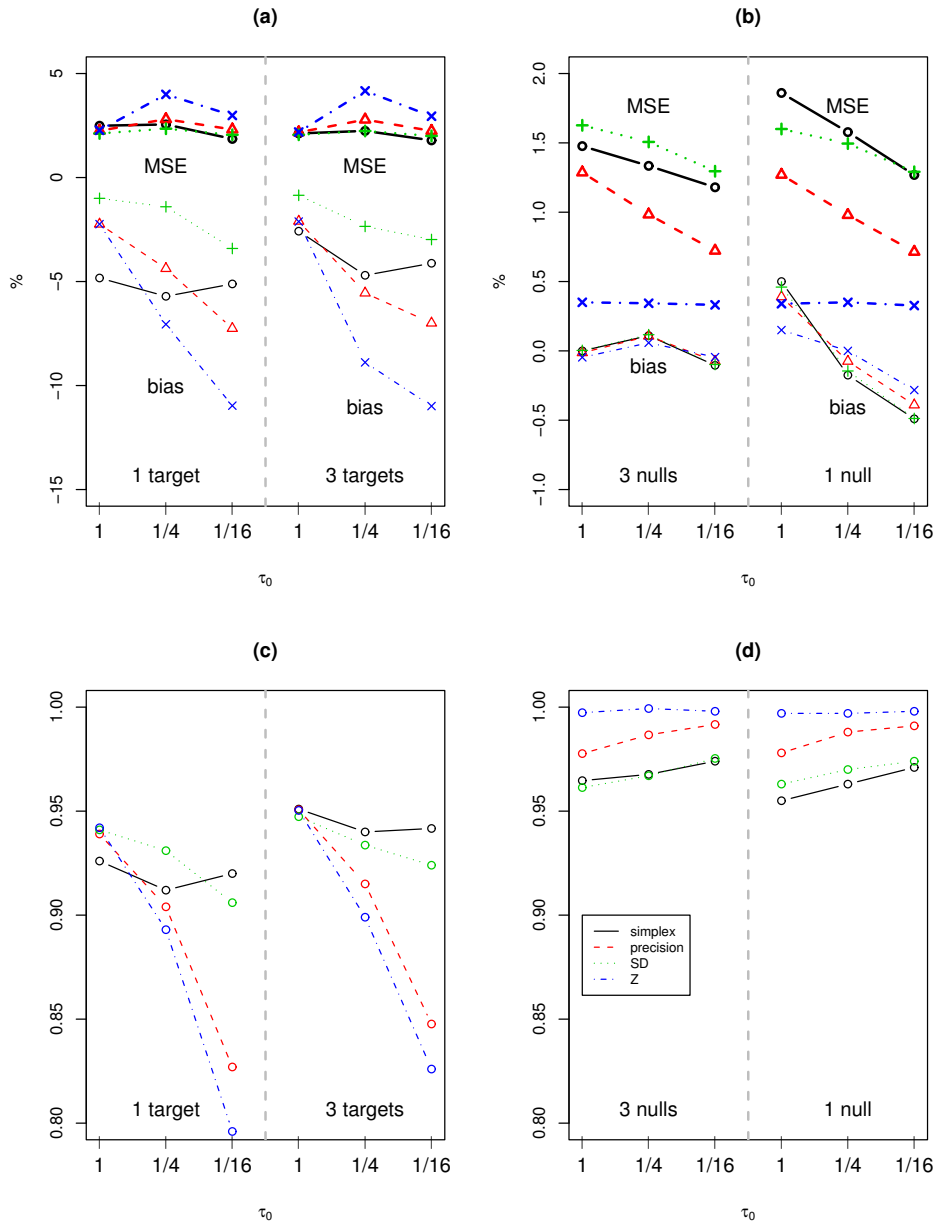 (a)
5
0
−5
−10
−15
%
MSE
bias
MSE
bias
1 target
3 targets
1
1/4
1/16
1
1/4
1/16
τ0
(b)
2.0
1.5
1.0
0.5
0.0
−0.5
−1.0
%
MSE
MSE
bias
bias
3 nulls
1 null
1
1/4
1/16
1
1/4
1/16
τ0
(c)
1.00
0.95
0.90
0.85
0.80
1 target
3 targets
1
1/4
1/16
1
1/4
1/16
τ0
(d)
1.00
0.95
0.90
0.85
0.80
simplex
precision
SD
Z
3 nulls
1 null
1
1/4
1/16
1
1/4
1/16
τ0